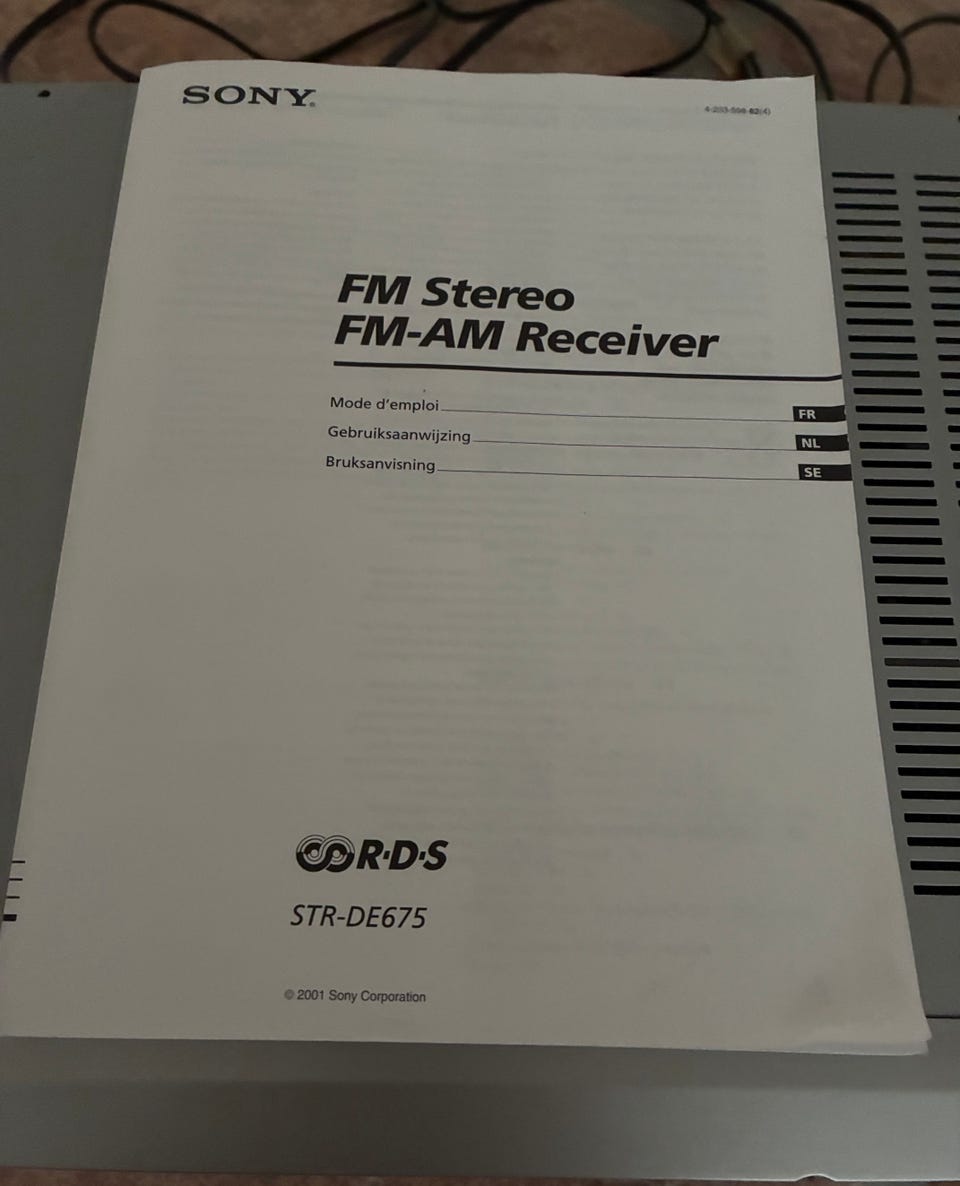 SONY®
FM Stereo
FM-AM Receiver
Mode d'emploi FR
Gebruiksaanwijzing NL
Bruksanvisning SE
R·D·S
STR-DE675
© 2001 Sony Corporation